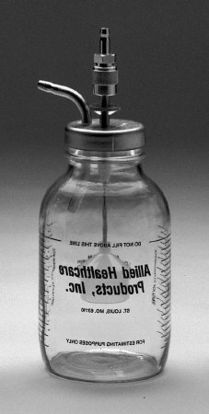 DO NOT FILL ABOVE THIS LINE
Allied Healthcare
Products, Inc.
ST. LOUIS, MO. 63110
FOR ESTIMATING PURPOSES ONLY